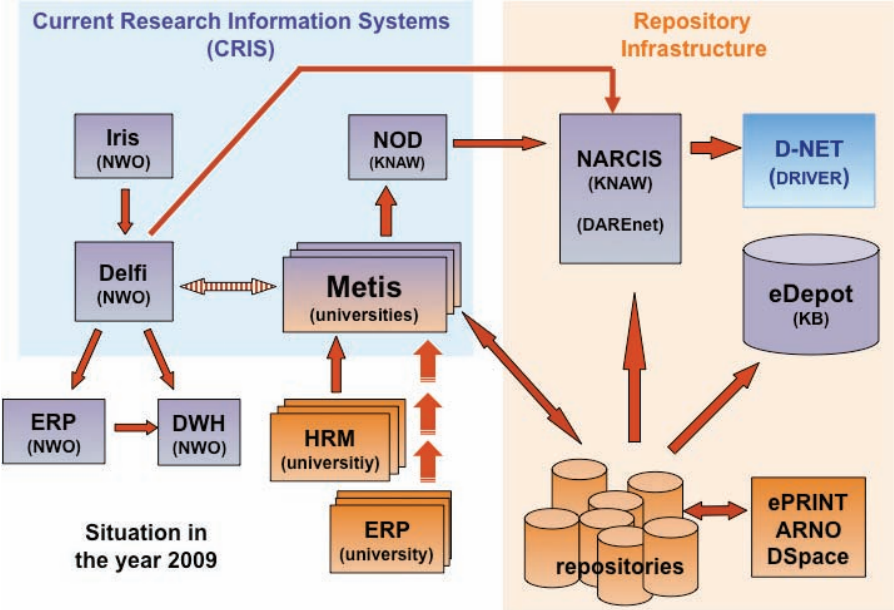 Current Research Information Systems
(CRIS)
Repository
Infrastructure
Iris
(NWO)
NOD
(KNAW)
NARCIS
(KNAW)
(DAREnet)
D-NET
(DRIVER)
Delfi
(NWO)
Metis
(universities)
eDepot
(KB)
ERP
(NWO)
DWH
(NWO)
HRM
(universitiy)
ERP
(university)
Situation in
the year 2009
repositories
ePRINT
ARNO
DSpace